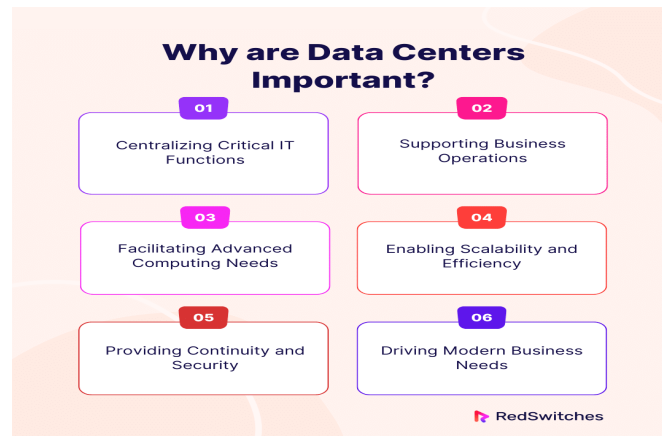 Why are Data Centers
Important?
01
Centralizing Critical IT
Functions
02
Supporting Business
Operations
03
Facilitating Advanced
Computing Needs
04
Enabling Scalability and
Efficiency
05
Providing Continuity and
Security
06
Driving Modern Business
Needs
RedSwitches